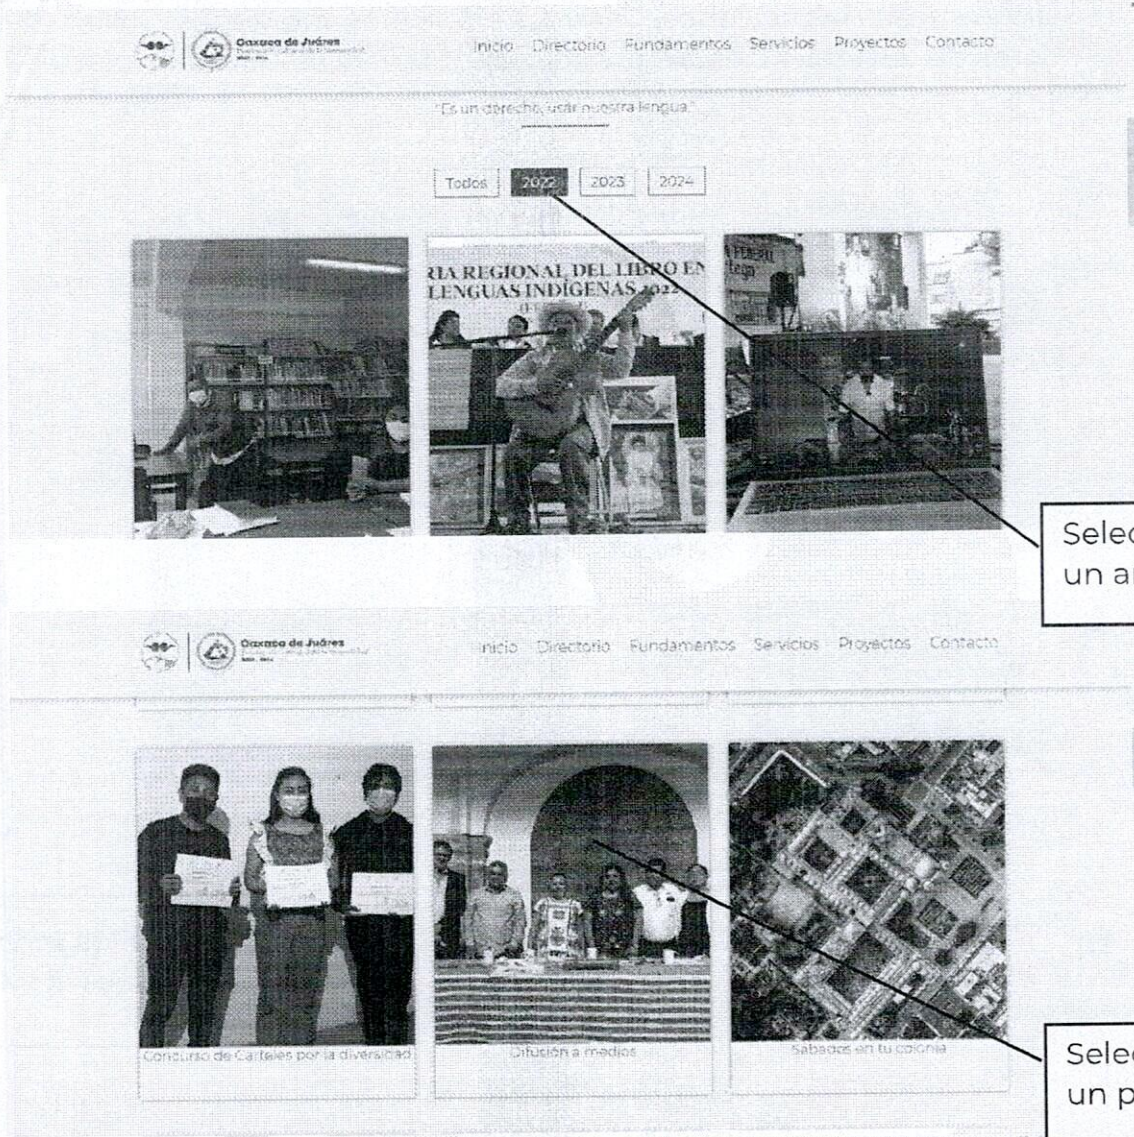 Oaxaca de Juárez
Inicio Directorio Fundamentos Servicios Proyectos Contacto
"Es un derecho, usar nuestra lengua."
Todos 2022 2023 2024
RIA REGIONAL DEL LIBRO EN
LENGUAS INDÍGENAS 2022
Selec
un a
Oaxaca de Juárez
Inicio Directorio Fundamentos Servicios Proyectos Contacto
Concurso de Carteles por la diversidad
Difusión a medios
Sábados en tu colonia
Selec
un p